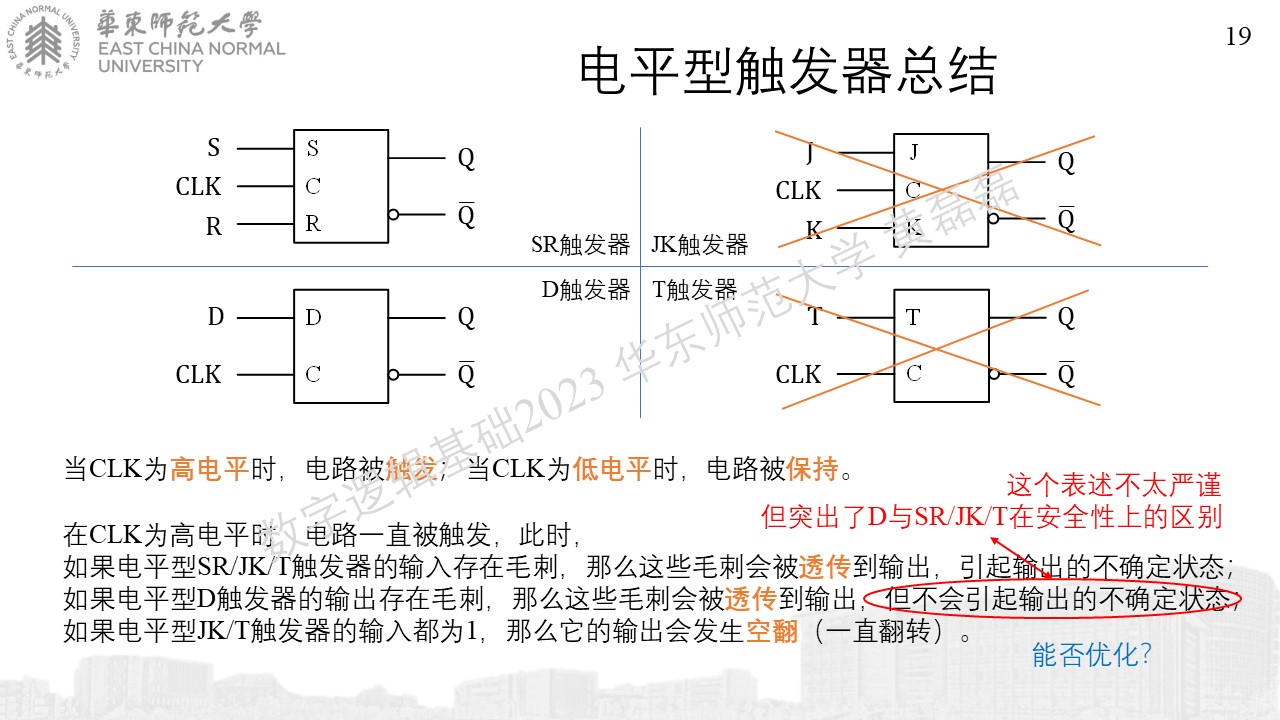 華東師範大學
EAST CHINA NORMAL
UNIVERSITY
EAST CHINA NORMAL UNIVERSITY
華東師範大學
19
电平型触发器总结
S
CLK
R
S
C
R
Q
Q̅
SR触发器
J
CLK
K
J
C
K
Q
Q̅
JK触发器
D
CLK
D
C
Q
Q̅
D触发器
T
CLK
T
C
Q
Q̅
T触发器
数字逻辑基础2023 华东师范大学 黄磊磊
当CLK为高电平时，电路被触发；当CLK为低电平时，电路被保持。
这个表述不太严谨
但突出了D与SR/JK/T在安全性上的区别
在CLK为高电平时，电路一直被触发，此时，
如果电平型SR/JK/T触发器的输入存在毛刺，那么这些毛刺会被透传到输出，引起输出的不确定状态；
如果电平型D触发器的输出存在毛刺，那么这些毛刺会被透传到输出，但不会引起输出的不确定状态；
如果电平型JK/T触发器的输入都为1，那么它的输出会发生空翻（一直翻转）。
能否优化？